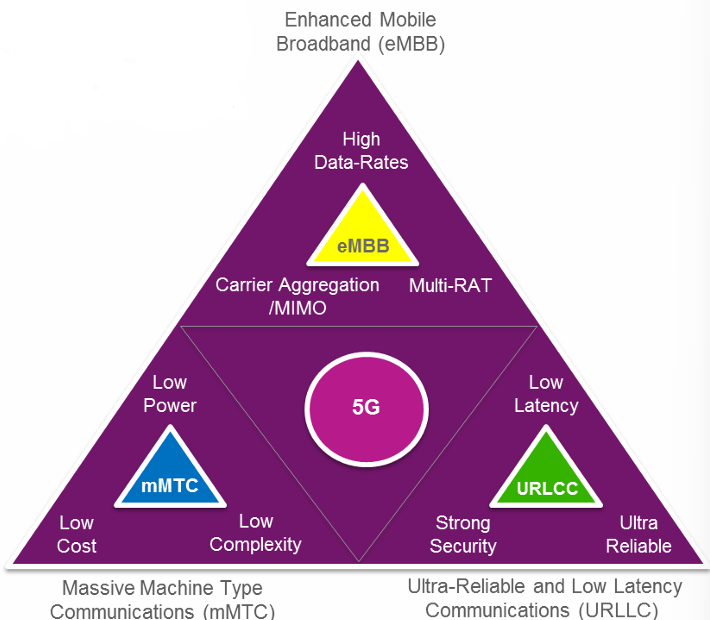 Enhanced Mobile
Broadband (eMBB)
High
Data-Rates
eMBB
Carrier Aggregation
/MIMO
Multi-RAT
5G
Low
Power
mMTC
Low
Cost
Low
Complexity
Low
Latency
URLCC
Strong
Security
Ultra
Reliable
Massive Machine Type
Communications (mMTC)
Ultra-Reliable and Low Latency
Communications (URLLC)